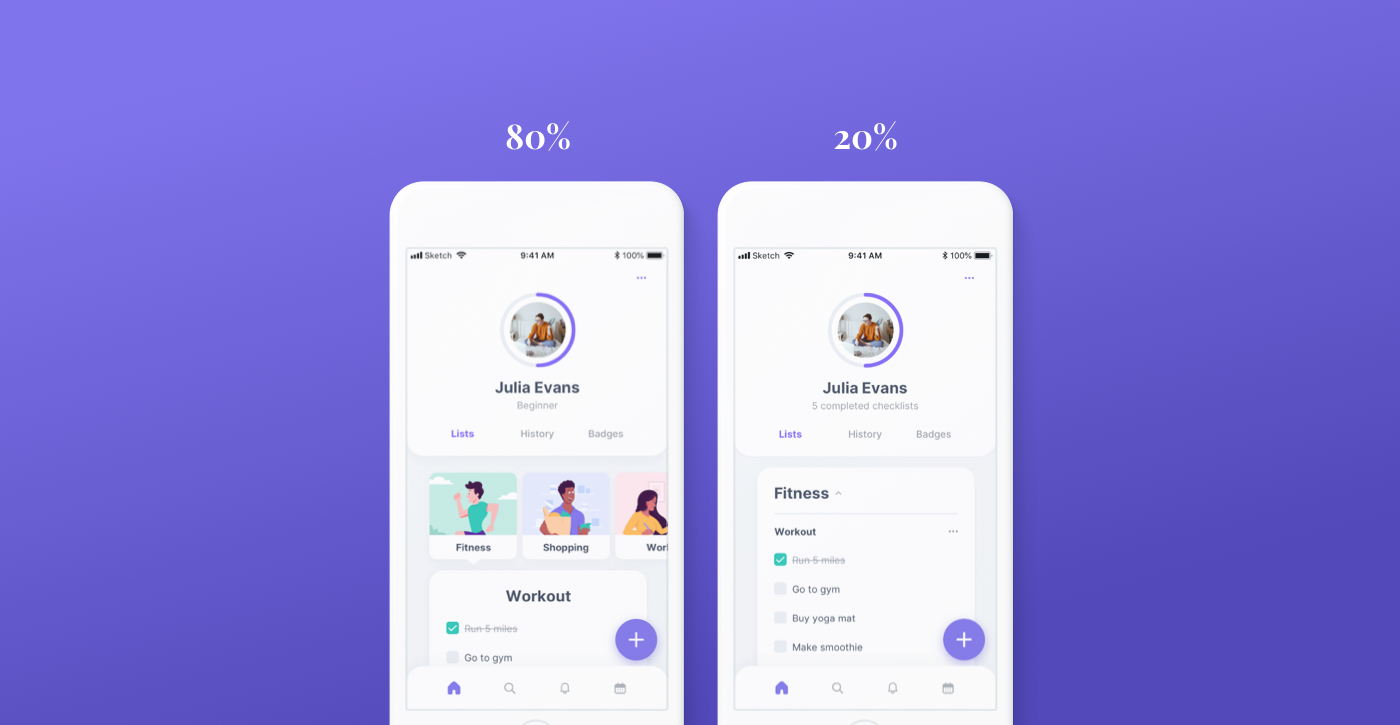 80%
20%
Sketch 9:41 AM 100%
Julia Evans
Beginner
Lists History Badges
Fitness Shopping
Workout
Run 5 miles
Go to gym
Sketch 9:41 AM 100%
Julia Evans
5 completed checklists
Lists History Badges
Fitness
Workout
Run 5 miles
Go to gym
Buy yoga mat
Make smoothie